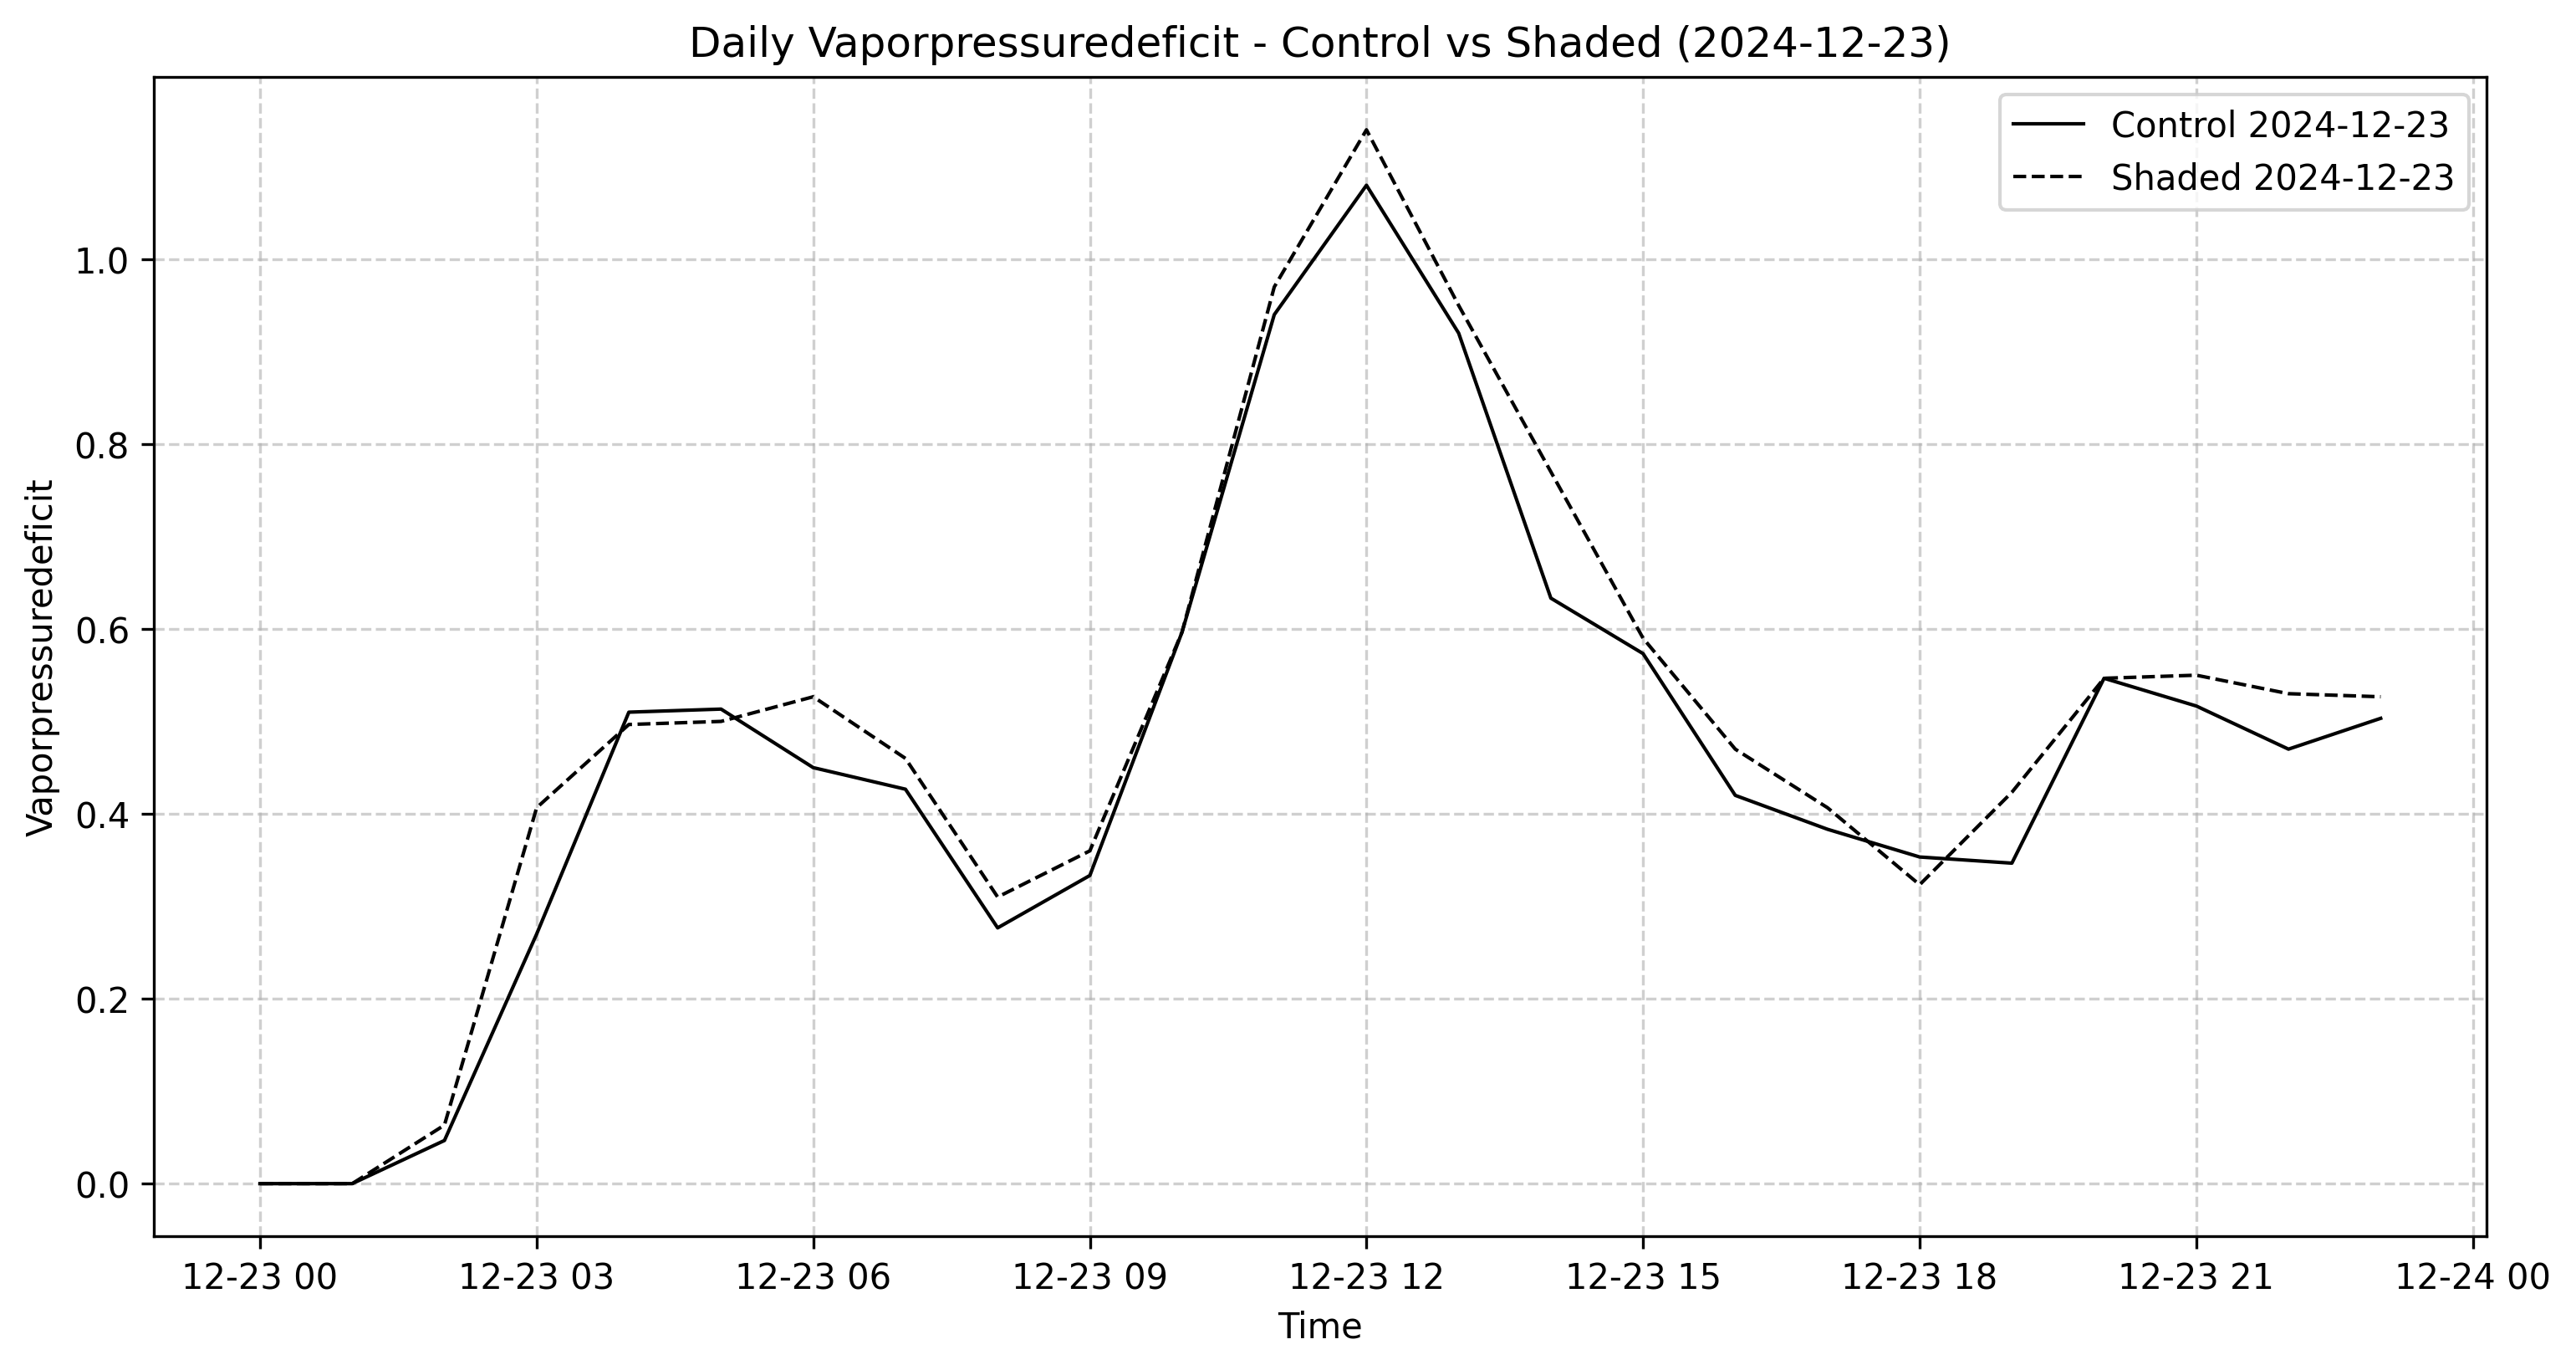 Daily Vaporpressuredeficit - Control vs Shaded (2024-12-23)
Control 2024-12-23
Shaded 2024-12-23
Vaporpressuredeficit
1.0
0.8
0.6
0.4
0.2
0.0
12-23 00 12-23 03 12-23 06 12-23 09 12-23 12 12-23 15 12-23 18 12-23 21 12-24 00
Time